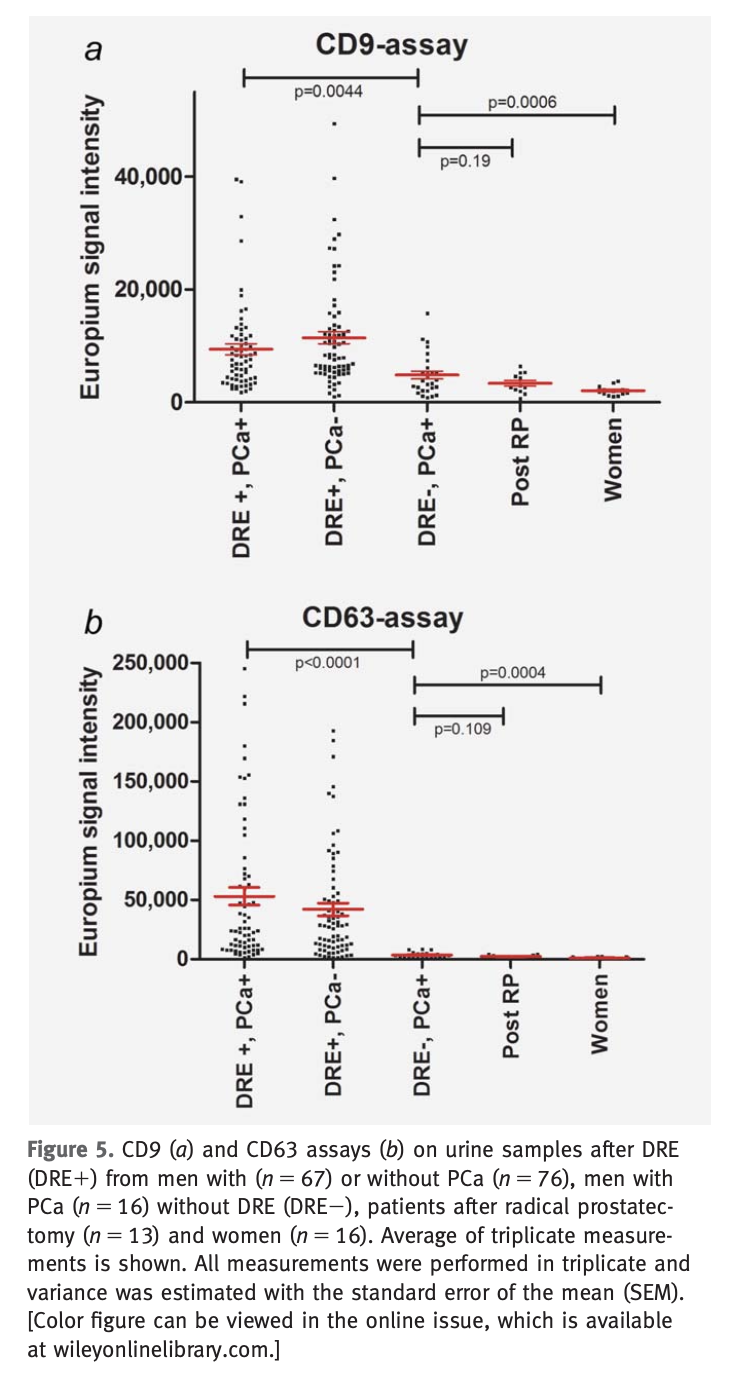 a
CD9-assay
p=0.0044
p=0.0006
p=0.19
Europium signal intensity
40,000
20,000
0
DRE +, PCa+
DRE+, PCa-
DRE-, PCa+
Post RP
Women
b
CD63-assay
p<0.0001
p=0.0004
p=0.109
Europium signal intensity
250,000
200,000
150,000
100,000
50,000
0
DRE +, PCa+
DRE+, PCa-
DRE-, PCa+
Post RP
Women
Figure 5. CD9 (a) and CD63 assays (b) on urine samples after DRE
(DRE+) from men with (n = 67) or without PCa (n = 76), men with
PCa (n = 16) without DRE (DRE−), patients after radical prostatec-
tomy (n = 13) and women (n = 16). Average of triplicate measure-
ments is shown. All measurements were performed in triplicate and
variance was estimated with the standard error of the mean (SEM).
[Color figure can be viewed in the online issue, which is available
at wileyonlinelibrary.com.]